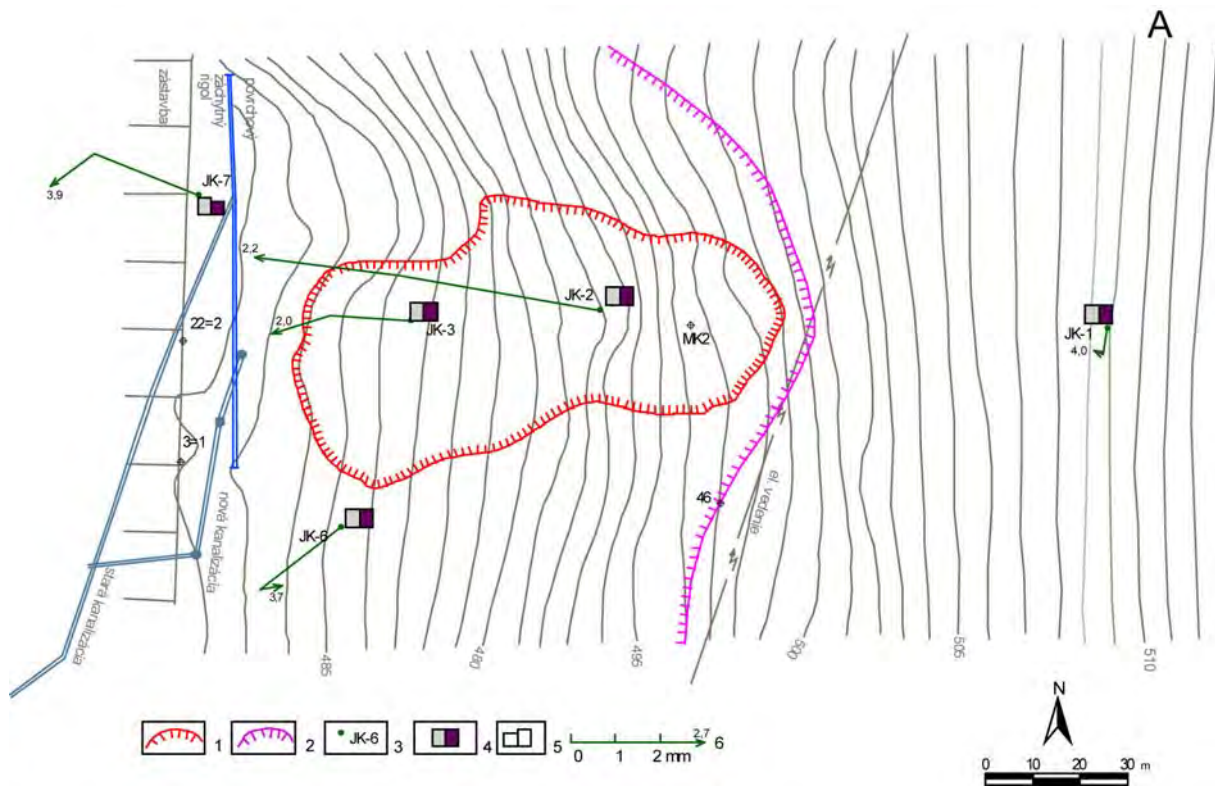 A
zástavba
záchytný
rigol
povrchový
JK-7
3,9
2,2
JK-2
JK-3
2,0
22=2
MK2
JK-1
4,0
3=1
46
el. vedenie
JK-6
3,7
nová kanalizácia
stará kanalizácia
485
480
495
500
506
510
N
1
2
JK-6
3
4
5
2,7
6
0 1 2 mm
0 10 20 30 m